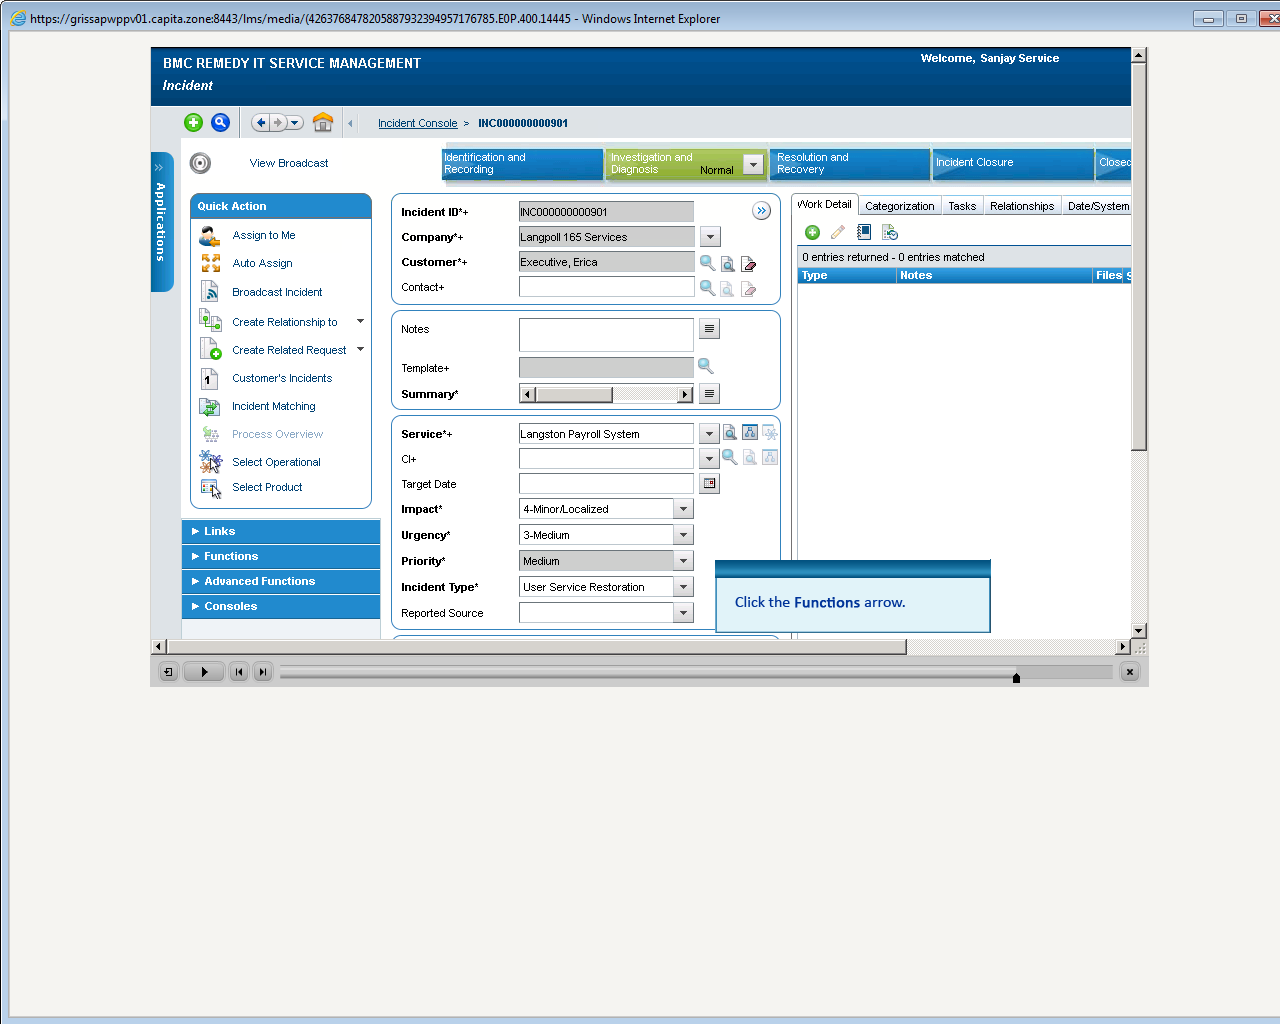 https://grissapwppv01.capita.zone:8443/lms/media/(4263768478205887932394957176785.E0P.400.14445 - Windows Internet Explorer
BMC REMEDY IT SERVICE MANAGEMENT
Welcome, Sanjay Service
Incident
Incident Console > INC000000000901
Applications
View Broadcast
Identification and
Recording
Investigation and
Diagnosis
Normal
Resolution and
Recovery
Incident Closure
Closed
Quick Action
Assign to Me
Auto Assign
Broadcast Incident
Create Relationship to
Create Related Request
Customer's Incidents
Incident Matching
Process Overview
Select Operational
Select Product
Links
Functions
Advanced Functions
Consoles
Incident ID*+ INC000000000901
Company*+ Langpoll 165 Services
Customer*+ Executive, Erica
Contact+
Notes
Template+
Summary*
Service*+ Langston Payroll System
CI+
Target Date
Impact* 4-Minor/Localized
Urgency* 3-Medium
Priority* Medium
Incident Type* User Service Restoration
Reported Source
Work Detail Categorization Tasks Relationships Date/System
0 entries returned - 0 entries matched
Type Notes Files S
Click the Functions arrow.